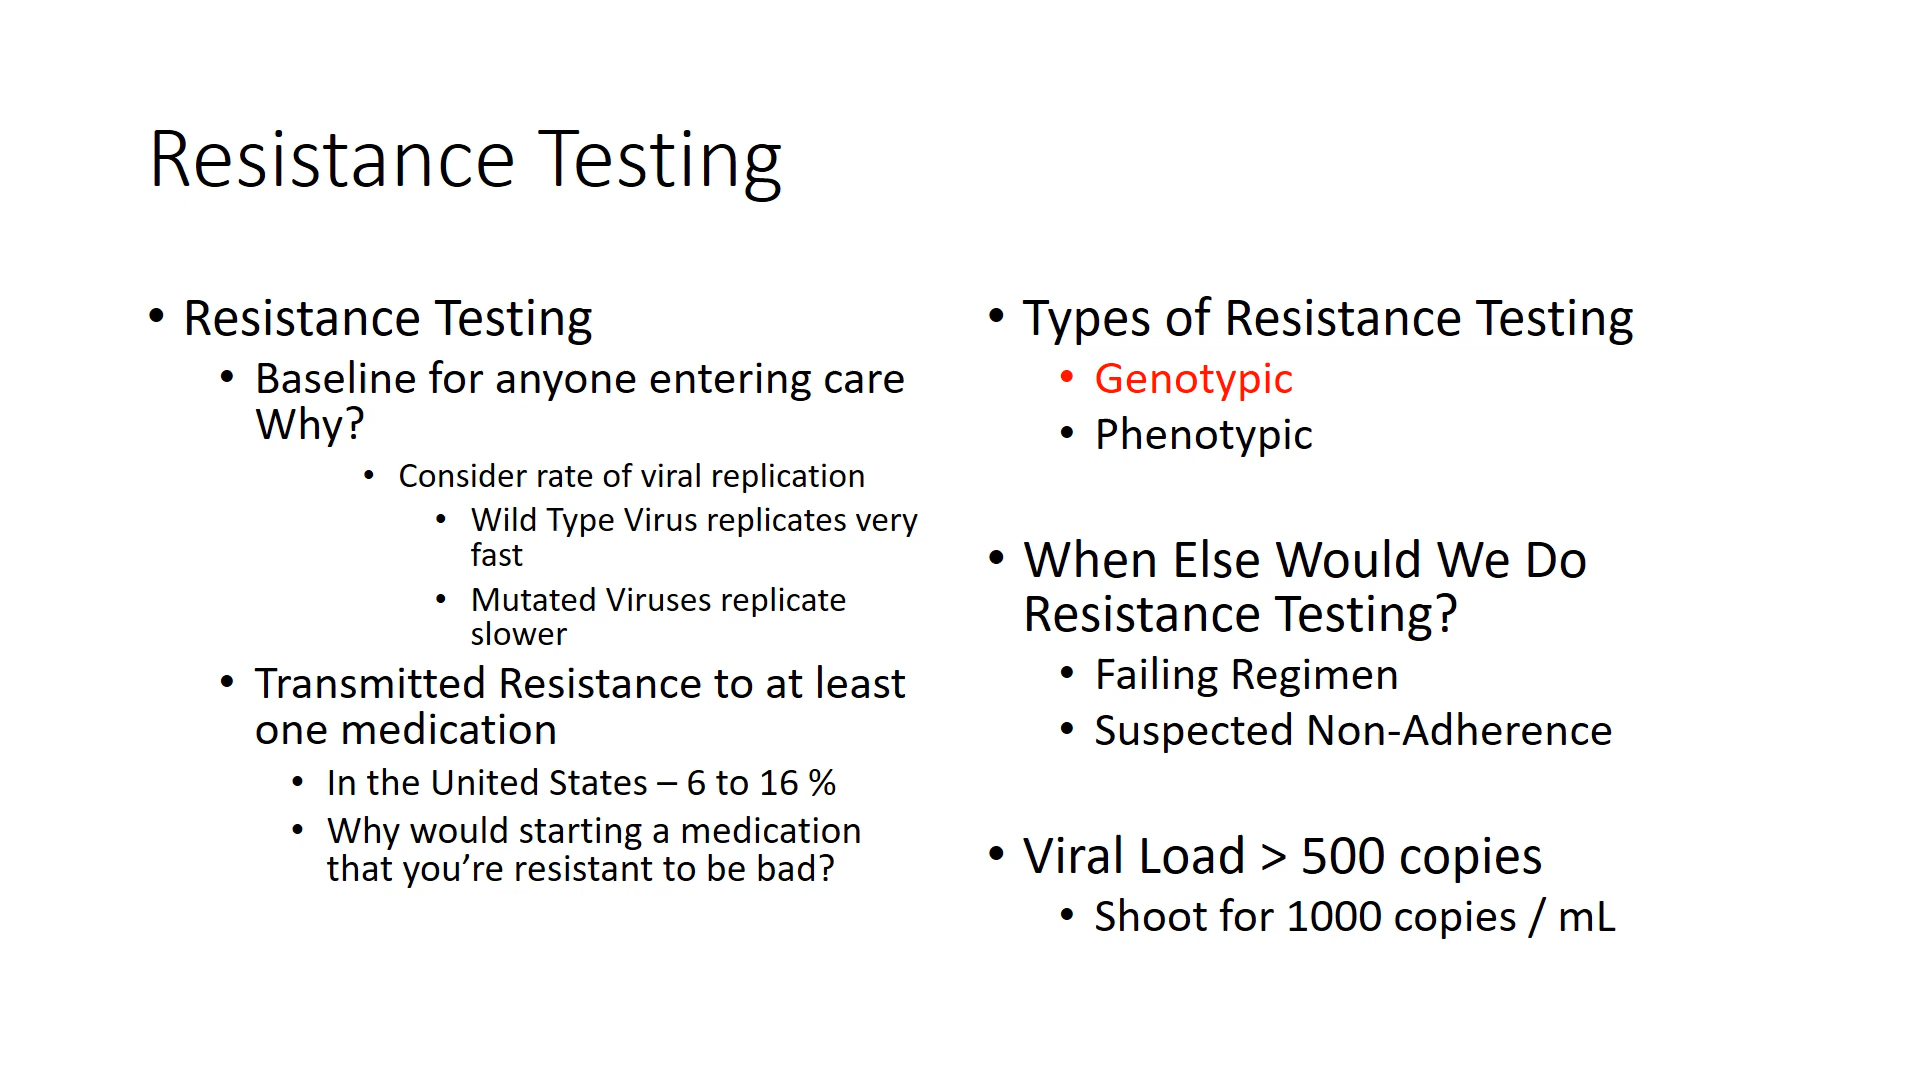 Resistance Testing
• Resistance Testing
• Baseline for anyone entering care
Why?
• Consider rate of viral replication
• Wild Type Virus replicates very
fast
• Mutated Viruses replicate
slower
• Transmitted Resistance to at least
one medication
• In the United States – 6 to 16 %
• Why would starting a medication
that you’re resistant to be bad?
• Types of Resistance Testing
• Genotypic
• Phenotypic
• When Else Would We Do
Resistance Testing?
• Failing Regimen
• Suspected Non-Adherence
• Viral Load > 500 copies
• Shoot for 1000 copies / mL